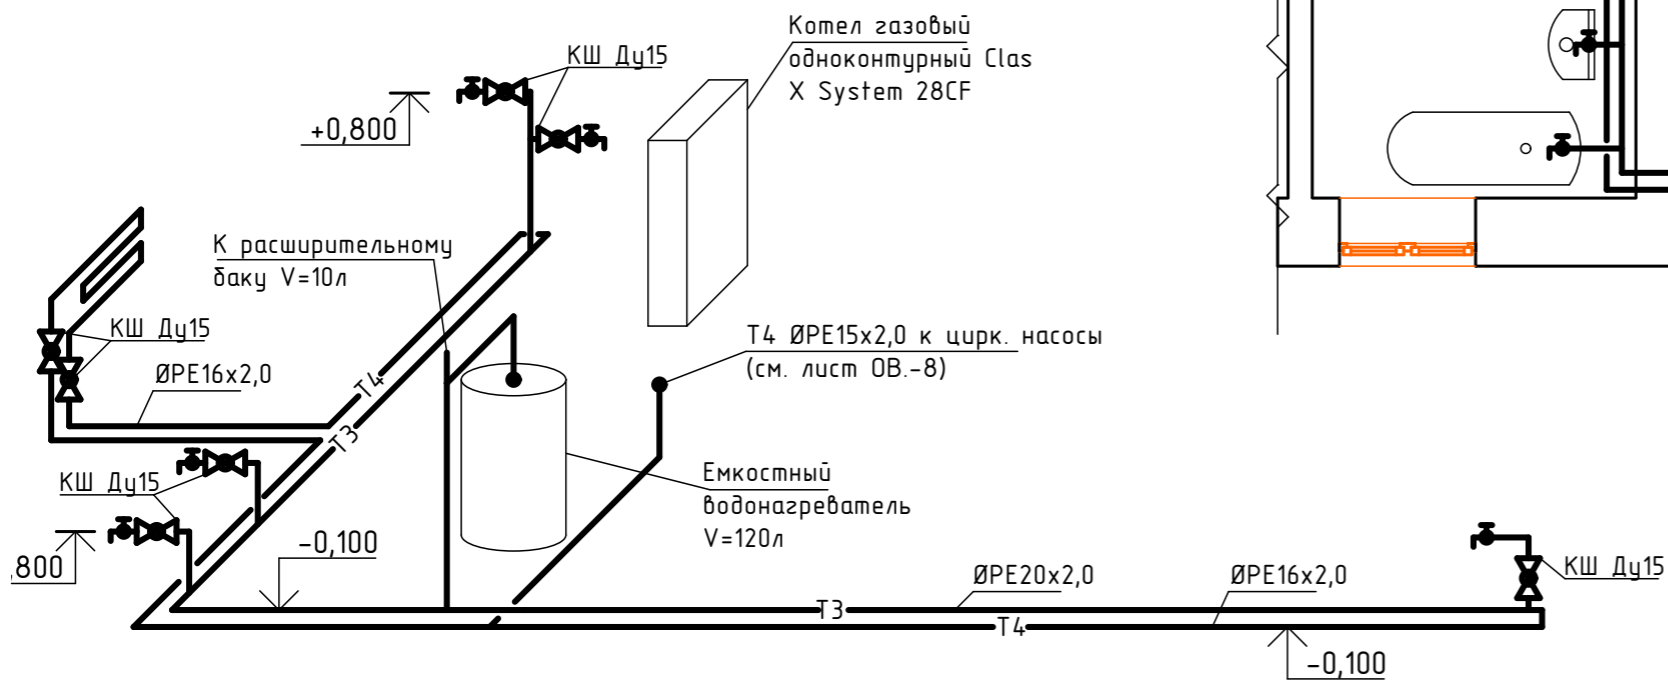 Котел газовый
одноконтурный Clas
X System 28CF
КШ Ду15
+0,800
К расширительному
баку V=10л
КШ Ду15
T4 ØPE15x2,0 к цирк. насосы
(см. лист ОВ.-8)
ØPE16x2,0
T4
T3
КШ Ду15
Емкостный
водонагреватель
V=120л
,800
-0,100
ØPE20x2,0
ØPE16x2,0
КШ Ду15
T3
T4
-0,100